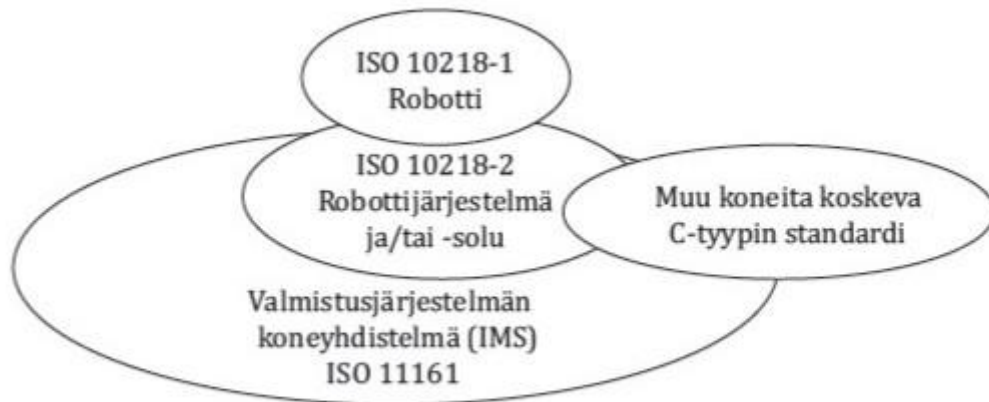 ISO 10218-1
Robotti
ISO 10218-2
Robottijärjestelmä
ja/tai -solu
Muu koneita koskeva
C-tyypin standardi
Valmistusjärjestelmän
koneyhdistelmä (IMS)
ISO 11161